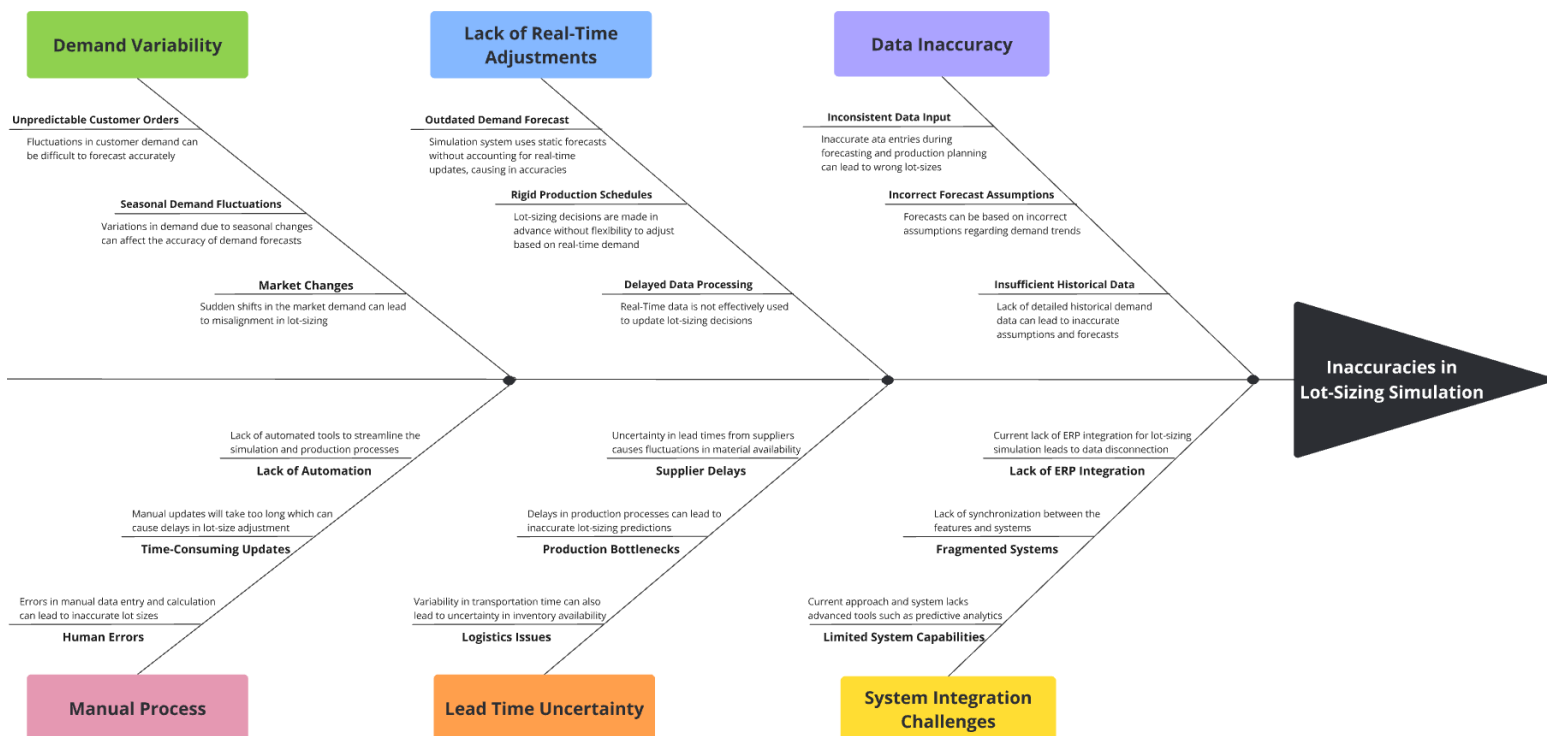 Demand Variability
Lack of Real-Time
Adjustments
Data Inaccuracy
Unpredictable Customer Orders
Fluctuations in customer demand can
be difficult to forecast accurately
Seasonal Demand Fluctuations
Variations in demand due to seasonal changes
can affect the accuracy of demand forecasts
Market Changes
Sudden shifts in the market demand can lead
to misalignment in lot-sizing
Outdated Demand Forecast
Simulation system uses static forecasts
without accounting for real-time
updates, causing in accuracies
Rigid Production Schedules
Lot-sizing decisions are made in
advance without flexibility to adjust
based on real-time demand
Delayed Data Processing
Real-Time data is not effectively used
to update lot-sizing decisions
Inconsistent Data Input
Inaccurate ata entries during
forecasting and production planning
can lead to wrong lot-sizes
Incorrect Forecast Assumptions
Forecasts can be based on incorrect
assumptions regarding demand trends
Insufficient Historical Data
Lack of detailed historical demand
data can lead to inaccurate
assumptions and forecasts
Inaccuracies in
Lot-Sizing Simulation
Lack of automated tools to streamline the
simulation and production processes
Lack of Automation
Manual updates will take too long which can
cause delays in lot-size adjustment
Time-Consuming Updates
Errors in manual data entry and calculation
can lead to inaccurate lot sizes
Human Errors
Uncertainty in lead times from suppliers
causes fluctuations in material availability
Supplier Delays
Delays in production processes can lead to
inaccurate lot-sizing predictions
Production Bottlenecks
Variability in transportation time can also
lead to uncertainty in inventory availability
Logistics Issues
Current lack of ERP integration for lot-sizing
simulation leads to data disconnection
Lack of ERP Integration
Lack of synchronization between the
features and systems
Fragmented Systems
Current approach and system lacks
advanced tools such as predictive analytics
Limited System Capabilities
Manual Process
Lead Time Uncertainty
System Integration
Challenges